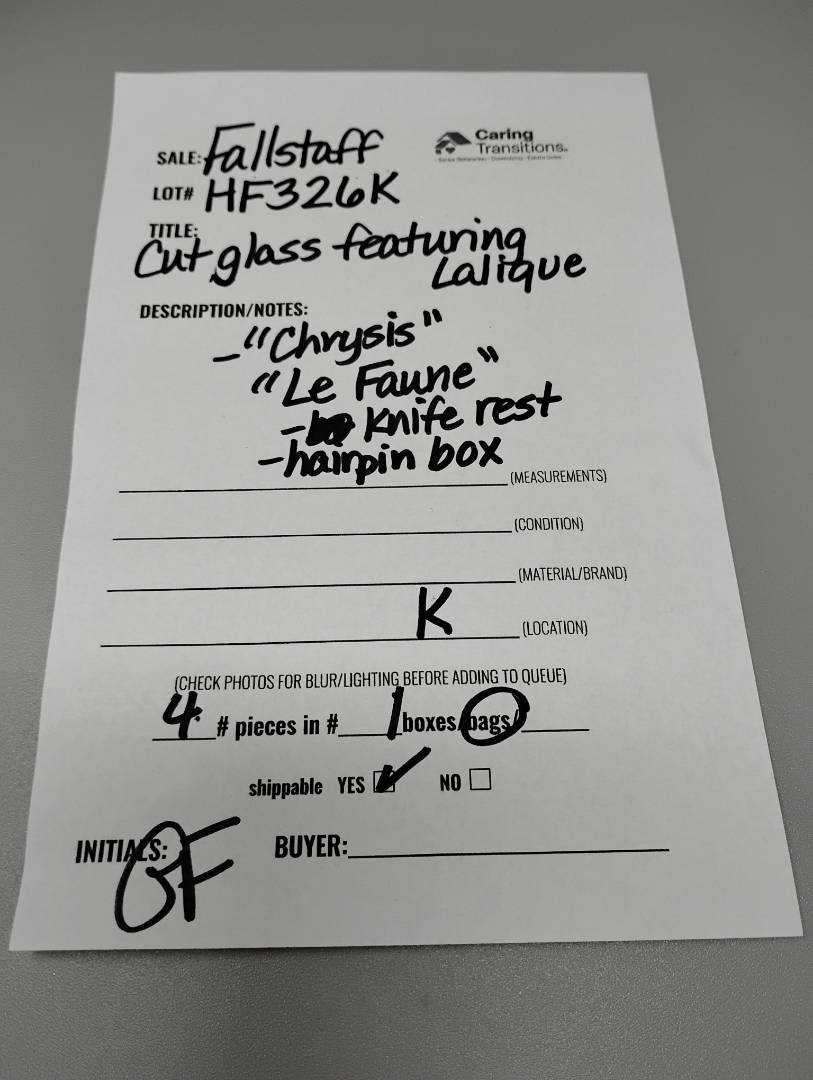 SALE: Fallstaff
Caring
Transitions
LOT# HF326K
TITLE:
Cut glass featuring
Lalique
DESCRIPTION/NOTES:
- "Chrysis"
"Le Faune"
- knife rest
- hairpin box
(MEASUREMENTS)
(CONDITION)
(MATERIAL/BRAND)
K (LOCATION)
(CHECK PHOTOS FOR BLUR/LIGHTING BEFORE ADDING TO QUEUE)
4 # pieces in # 1 boxes/bags/
shippable YES NO
INITIALS: BUYER: